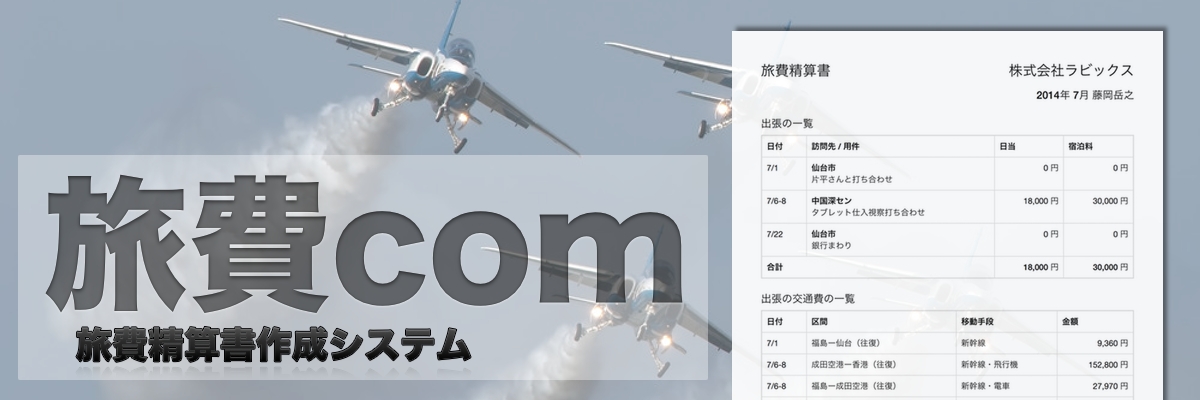 旅費com
旅費精算書作成システム
旅費精算書 株式会社ラビックス
2014年 7月 藤岡岳之
出張の一覧
日付 訪問先 / 用件 日当 宿泊料
7/1 仙台市 0 円 0 円
片平さんと打ち合わせ
7/6-8 中国深セン 18,000 円 30,000 円
タブレット仕入視察打ち合わせ
7/22 仙台市 0 円 0 円
銀行まわり
合計 18,000 円 30,000 円
出張の交通費の一覧
日付 区間 移動手段 金額
7/1 福島ー仙台（往復） 新幹線 9,360 円
7/6-8 成田空港ー香港（往復） 新幹線・飛行機 152,800 円
7/6-8 福島ー成田空港（往復） 新幹線・電車 27,970 円